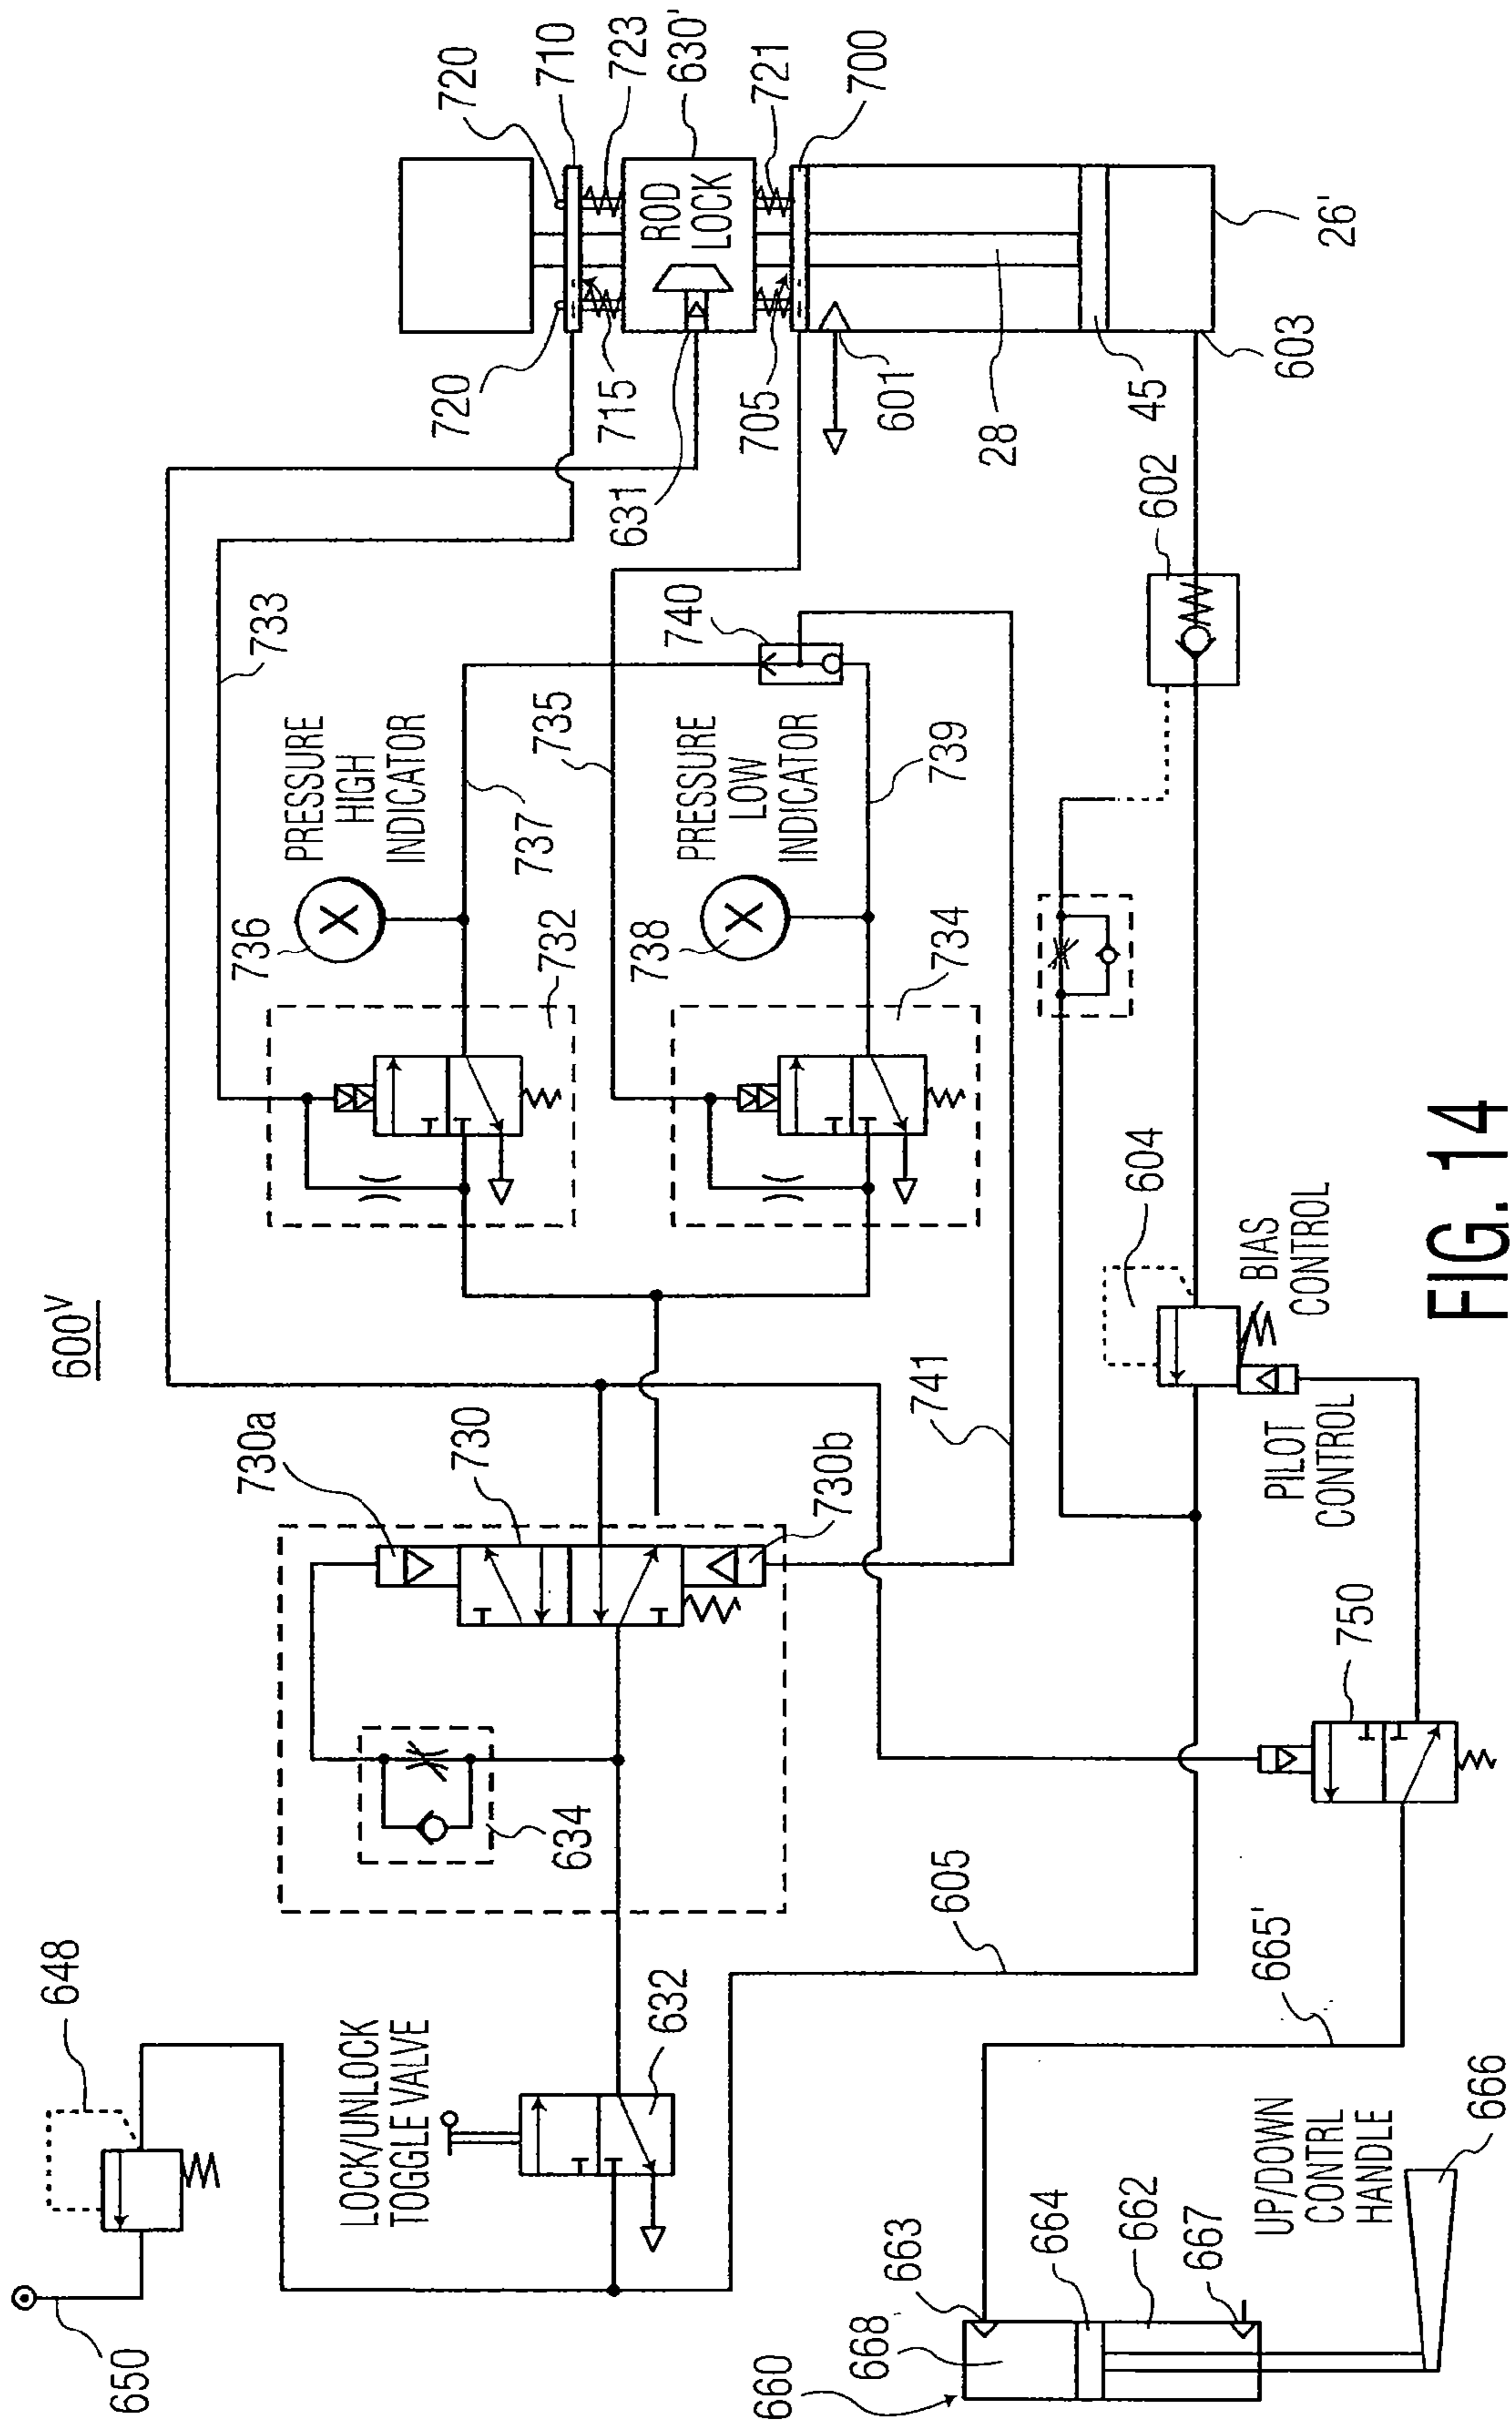 600V
650
648
LOCK/UNLOCK
TOGGLE VALVE
632
634
730a
730
730b
741
733
736
PRESSURE
HIGH
INDICATOR
732
737
735
738
PRESSURE
LOW
INDICATOR
734
739
740
720
720
710
723
715
630'
ROD
LOCK
631
721
705
700
601
28
45
26'
603
602
604
BIAS
CONTROL
PILOT
CONTROL
750
605
665'
660
668
663
664
662
667
UP/DOWN
CONTRL
HANDLE
666
X
X
FIG. 14